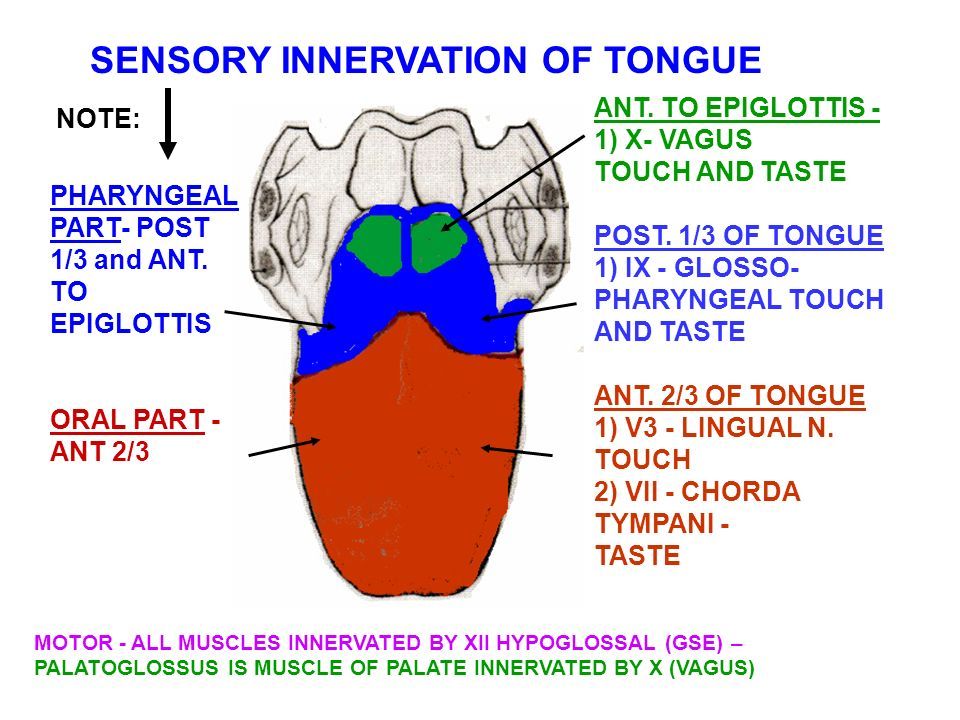 SENSORY INNERVATION OF TONGUE
NOTE:
PHARYNGEAL
PART- POST
1/3 and ANT.
TO
EPIGLOTTIS
ORAL PART -
ANT 2/3
ANT. TO EPIGLOTTIS -
1) X- VAGUS
TOUCH AND TASTE
POST. 1/3 OF TONGUE
1) IX - GLOSSO-
PHARYNGEAL TOUCH
AND TASTE
ANT. 2/3 OF TONGUE
1) V3 - LINGUAL N.
TOUCH
2) VII - CHORDA
TYMPANI -
TASTE
MOTOR - ALL MUSCLES INNERVATED BY XII HYPOGLOSSAL (GSE) –
PALATOGLOSSUS IS MUSCLE OF PALATE INNERVATED BY X (VAGUS)